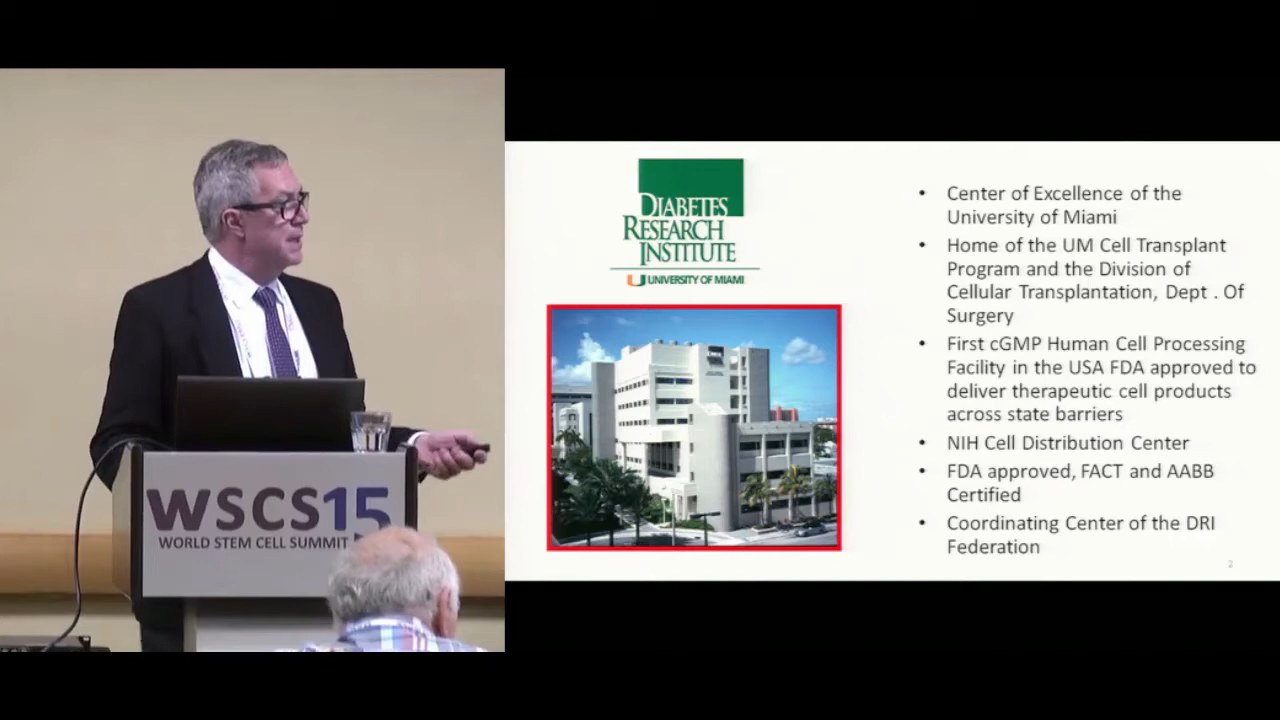 WSCS15
WORLD STEM CELL SUMMIT
DIABETES
RESEARCH
INSTITUTE
U UNIVERSITY OF MIAMI
• Center of Excellence of the
University of Miami
• Home of the UM Cell Transplant
Program and the Division of
Cellular Transplantation, Dept . Of
Surgery
• First cGMP Human Cell Processing
Facility in the USA FDA approved to
deliver therapeutic cell products
across state barriers
• NIH Cell Distribution Center
• FDA approved, FACT and AABB
Certified
• Coordinating Center of the DRI
Federation
2